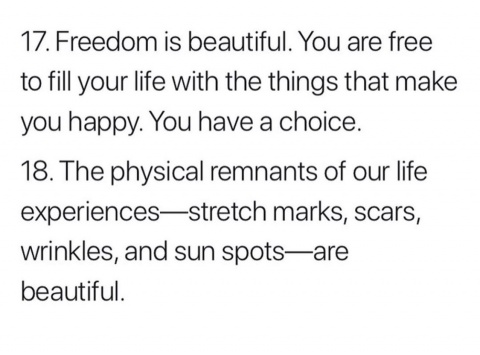 17. Freedom is beautiful. You are free
to fill your life with the things that make
you happy. You have a choice.
18. The physical remnants of our life
experiences—stretch marks, scars,
wrinkles, and sun spots—are
beautiful.